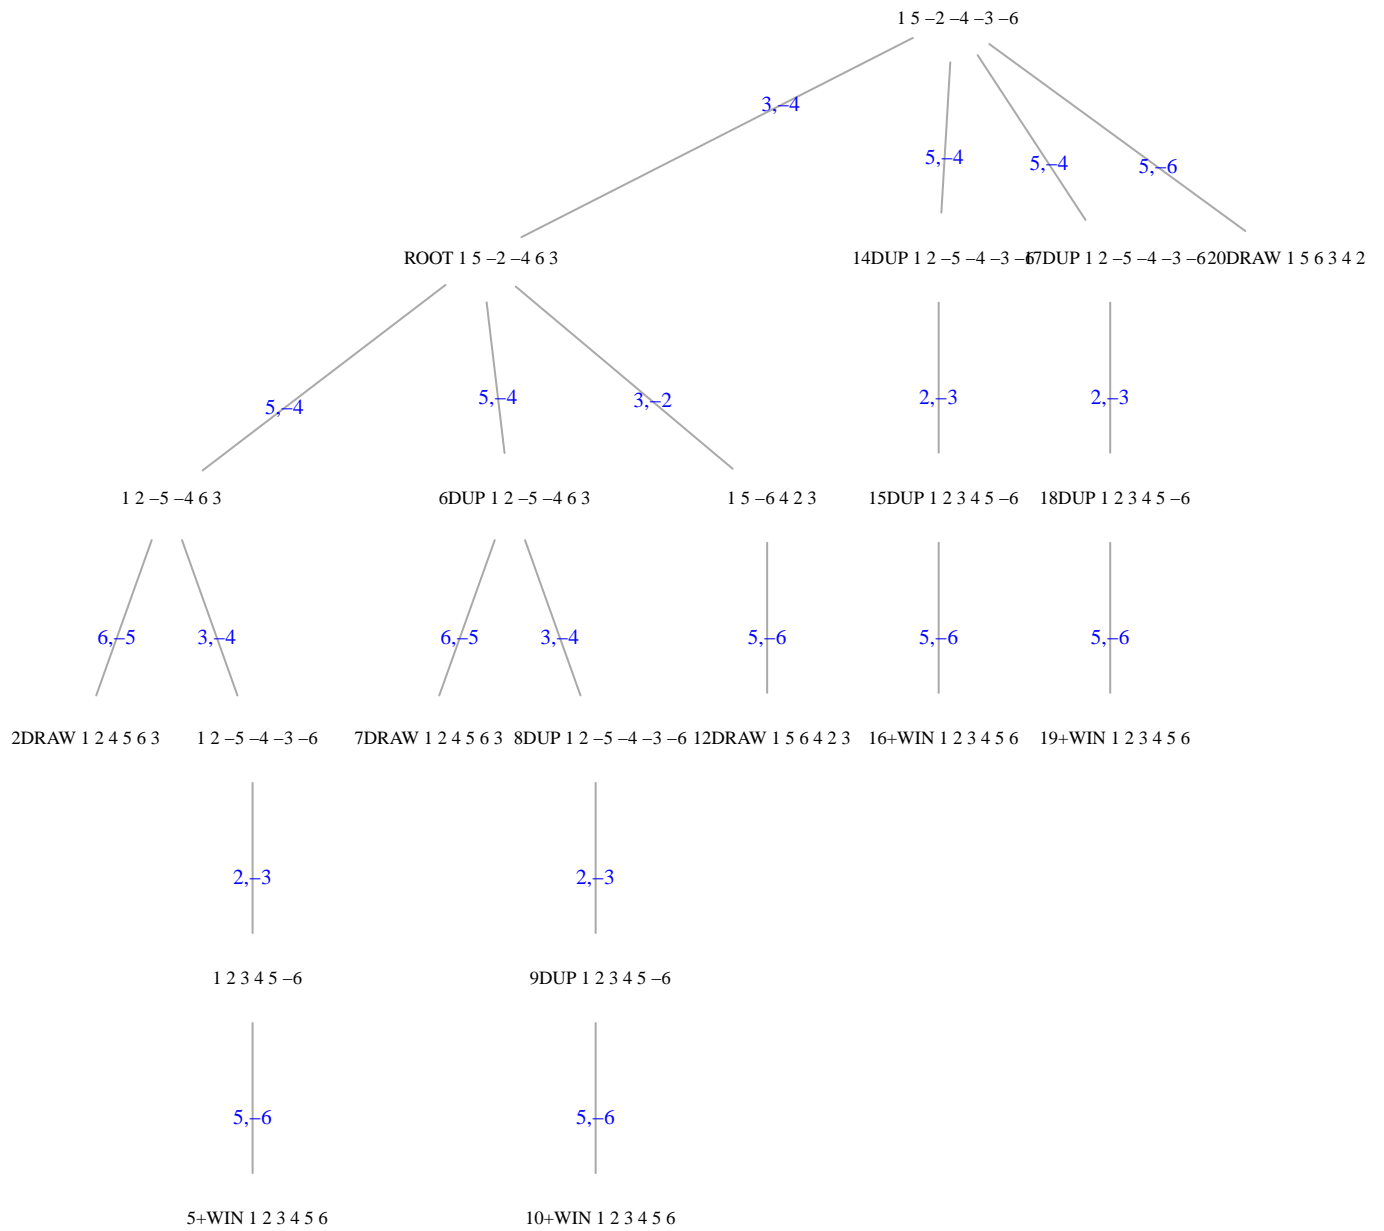 1 5 –2 –4 –3 –6
3,–4
5,–4
5,–4
5,–6
ROOT 1 5 –2 –4 6 3
14DUP 1 2 –5 –4 –3 –6
17DUP 1 2 –5 –4 –3 –6
20DRAW 1 5 6 3 4 2
5,–4
5,–4
3,–2
2,–3
2,–3
1 2 –5 –4 6 3
6DUP 1 2 –5 –4 6 3
1 5 –6 4 2 3
15DUP 1 2 3 4 5 –6
18DUP 1 2 3 4 5 –6
6,–5
3,–4
6,–5
3,–4
5,–6
5,–6
5,–6
2DRAW 1 2 4 5 6 3
1 2 –5 –4 –3 –6
7DRAW 1 2 4 5 6 3
8DUP 1 2 –5 –4 –3 –6
12DRAW 1 5 6 4 2 3
16+WIN 1 2 3 4 5 6
19+WIN 1 2 3 4 5 6
2,–3
2,–3
1 2 3 4 5 –6
9DUP 1 2 3 4 5 –6
5,–6
5,–6
5+WIN 1 2 3 4 5 6
10+WIN 1 2 3 4 5 6